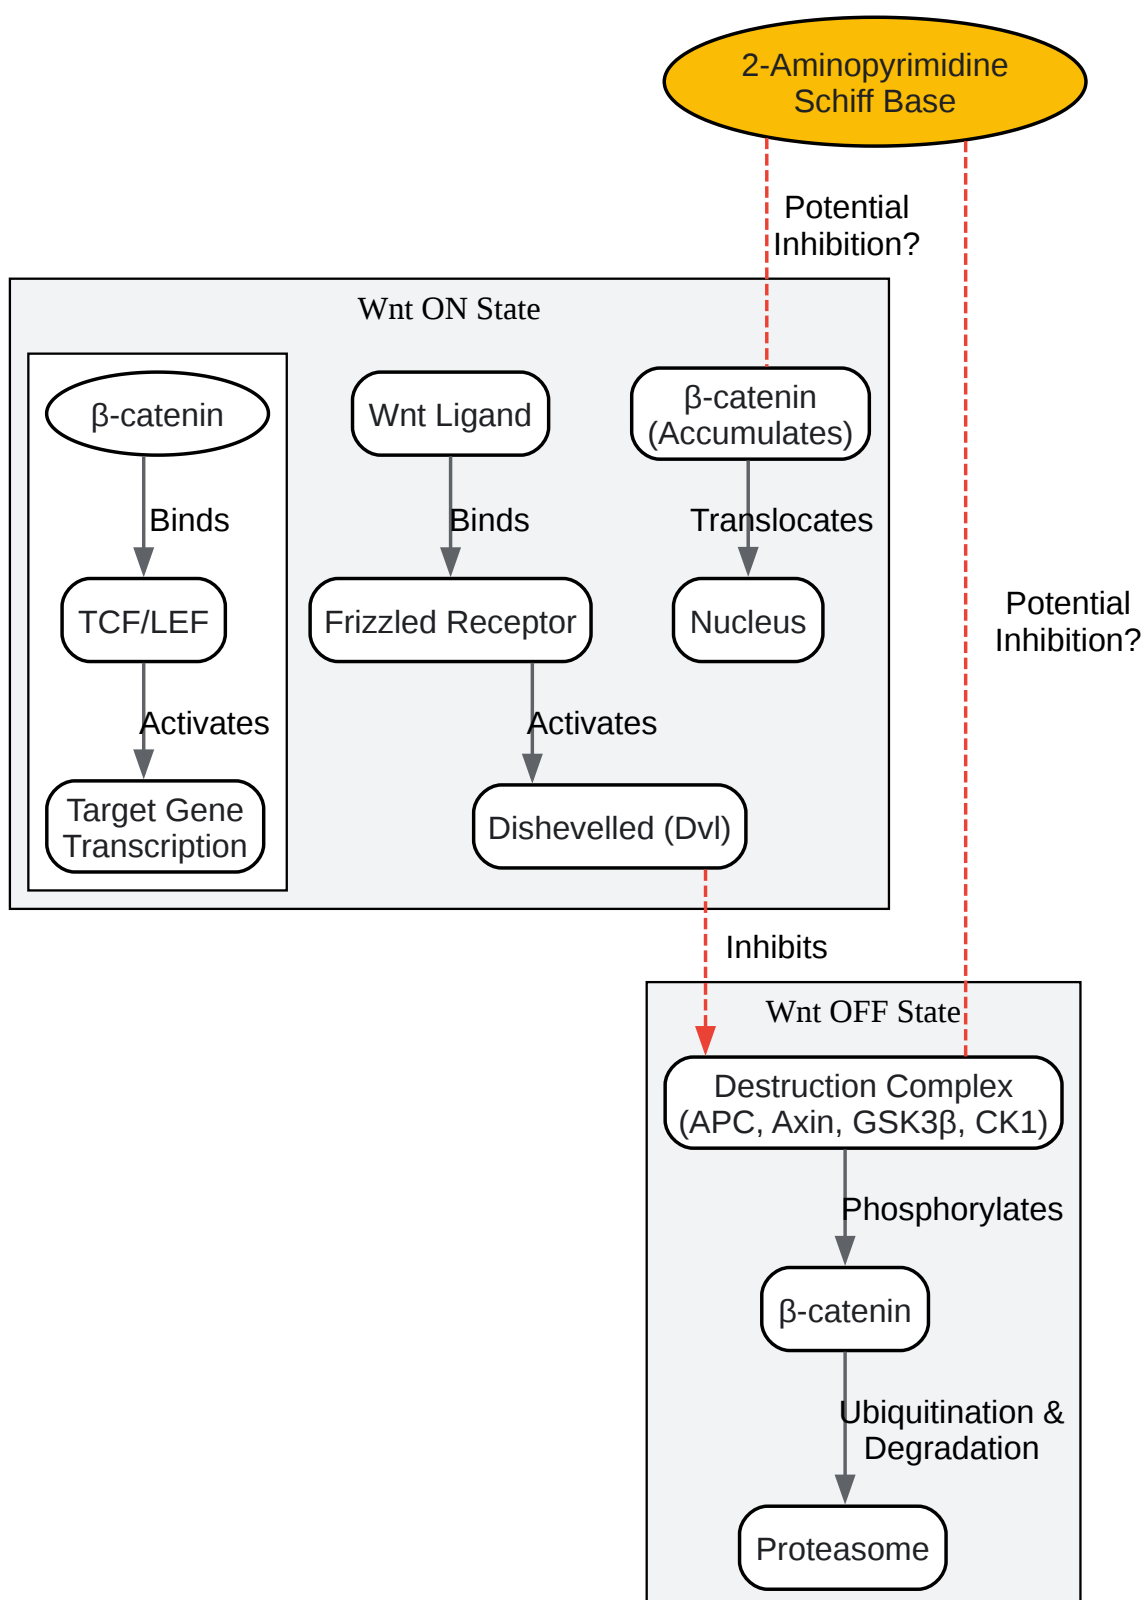 2-Aminopyrimidine
Schiff Base
Potential
Inhibition?
Wnt ON State
β-catenin
Wnt Ligand
β-catenin
(Accumulates)
Binds
Binds
Translocates
TCF/LEF
Frizzled Receptor
Nucleus
Potential
Inhibition?
Activates
Activates
Target Gene
Transcription
Dishevelled (Dvl)
Inhibits
Wnt OFF State
Destruction Complex
(APC, Axin, GSK3β, CK1)
Phosphorylates
β-catenin
Ubiquitination &
Degradation
Proteasome